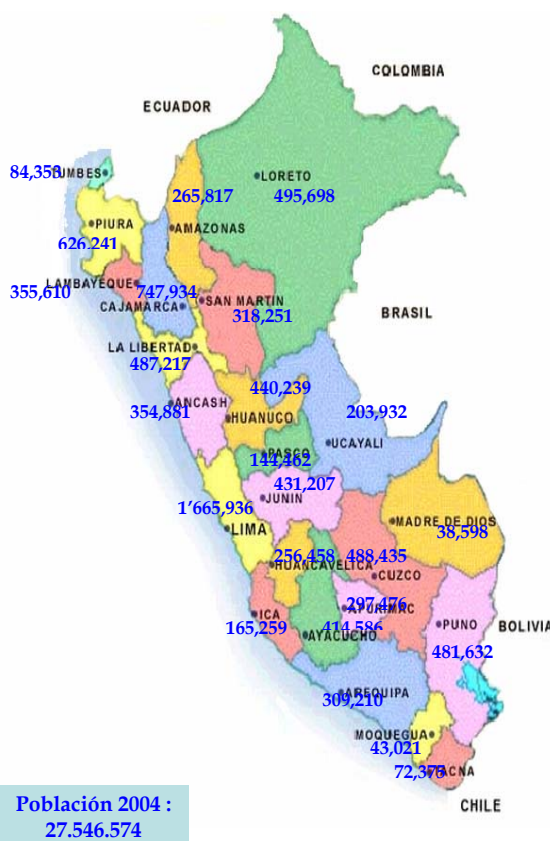 COLOMBIA
ECUADOR
84,353
TUMBES
LORETO
265,817
495,698
PIURA
AMAZONAS
626.241
LAMBAYEQUE
355,610
747,934
SAN MARTIN
CAJAMARCA
318,251
BRASIL
LA LIBERTAD
487,217
440,239
ANCASH
354,881
203,932
HUANUCO
UCAYALI
PASCO
144,462
431,207
JUNIN
1’665,936
MADRE DE DIOS
38,598
LIMA
256,458
488,435
HUANCAVELICA
CUZCO
297,476
APURIMAC
ICA
165,259
414,586
AYACUCHO
PUNO
BOLIVIA
481,632
AREQUIPA
309,210
MOQUEGUA
43,021
72,375
TACNA
CHILE
Población 2004 :
27.546.574